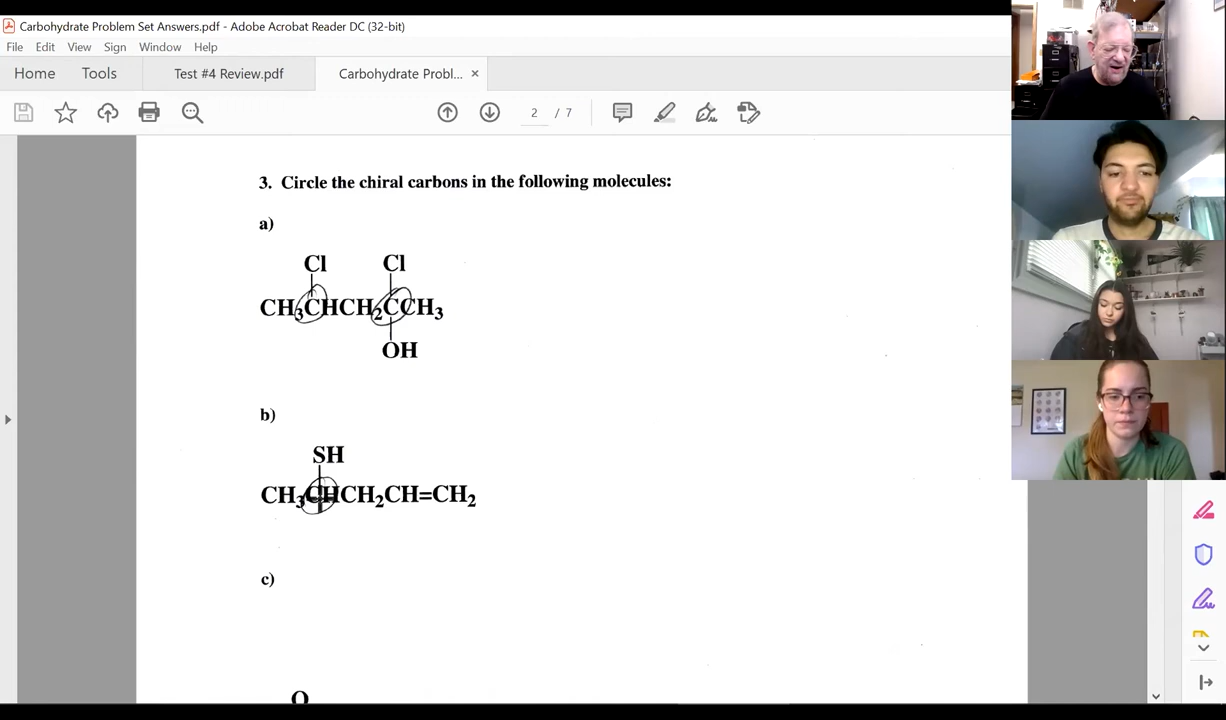 Carbohydrate Problem Set Answers.pdf - Adobe Acrobat Reader DC (32-bit)
File Edit View Sign Window Help
Home Tools Test #4 Review.pdf Carbohydrate Probl... ×
2 / 7
3. Circle the chiral carbons in the following molecules:
a)
Cl Cl
CH₃CHCH₂CCH₃
OH
b)
SH
CH₃CHCH₂CH=CH₂
c)
O